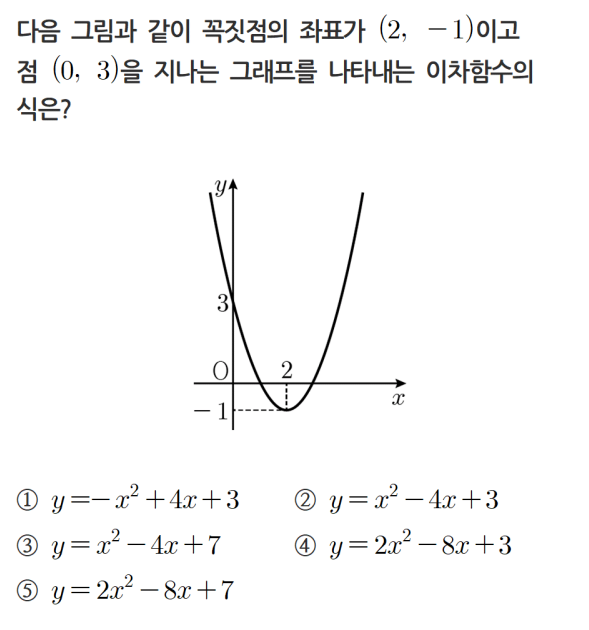 다음 그림과 같이 꼭짓점의 좌표가 (2, −1)이고
점 (0, 3)을 지나는 그래프를 나타내는 이차함수의
식은?
y
3
O 2
−1
x
① y=−x²+4x+3 ② y=x²−4x+3
③ y=x²−4x+7 ④ y=2x²−8x+3
⑤ y=2x²−8x+7